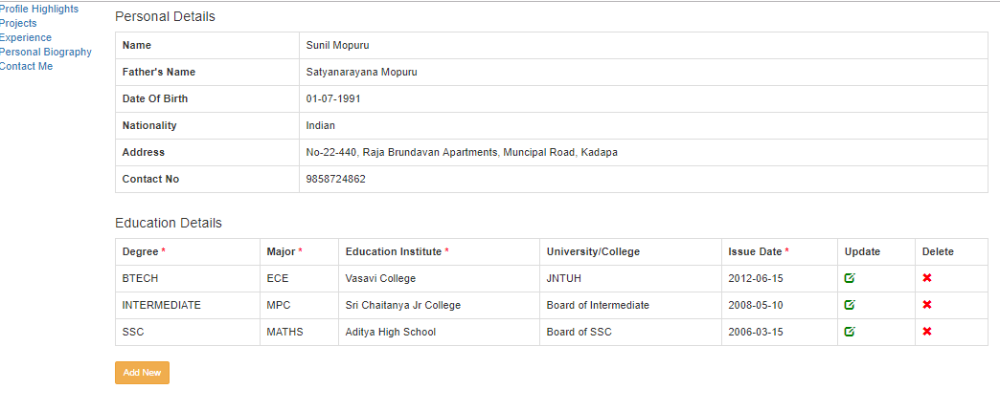 Profile Highlights
Projects
Experience
Personal Biography
Contact Me
Personal Details
Name Sunil Mopuru
Father's Name Satyanarayana Mopuru
Date Of Birth 01-07-1991
Nationality Indian
Address No-22-440, Raja Brundavan Apartments, Muncipal Road, Kadapa
Contact No 9858724862
Education Details
Degree * Major * Education Institute * University/College Issue Date * Update Delete
BTECH ECE Vasavi College JNTUH 2012-06-15
INTERMEDIATE MPC Sri Chaitanya Jr College Board of Intermediate 2008-05-10
SSC MATHS Aditya High School Board of SSC 2006-03-15
Add New